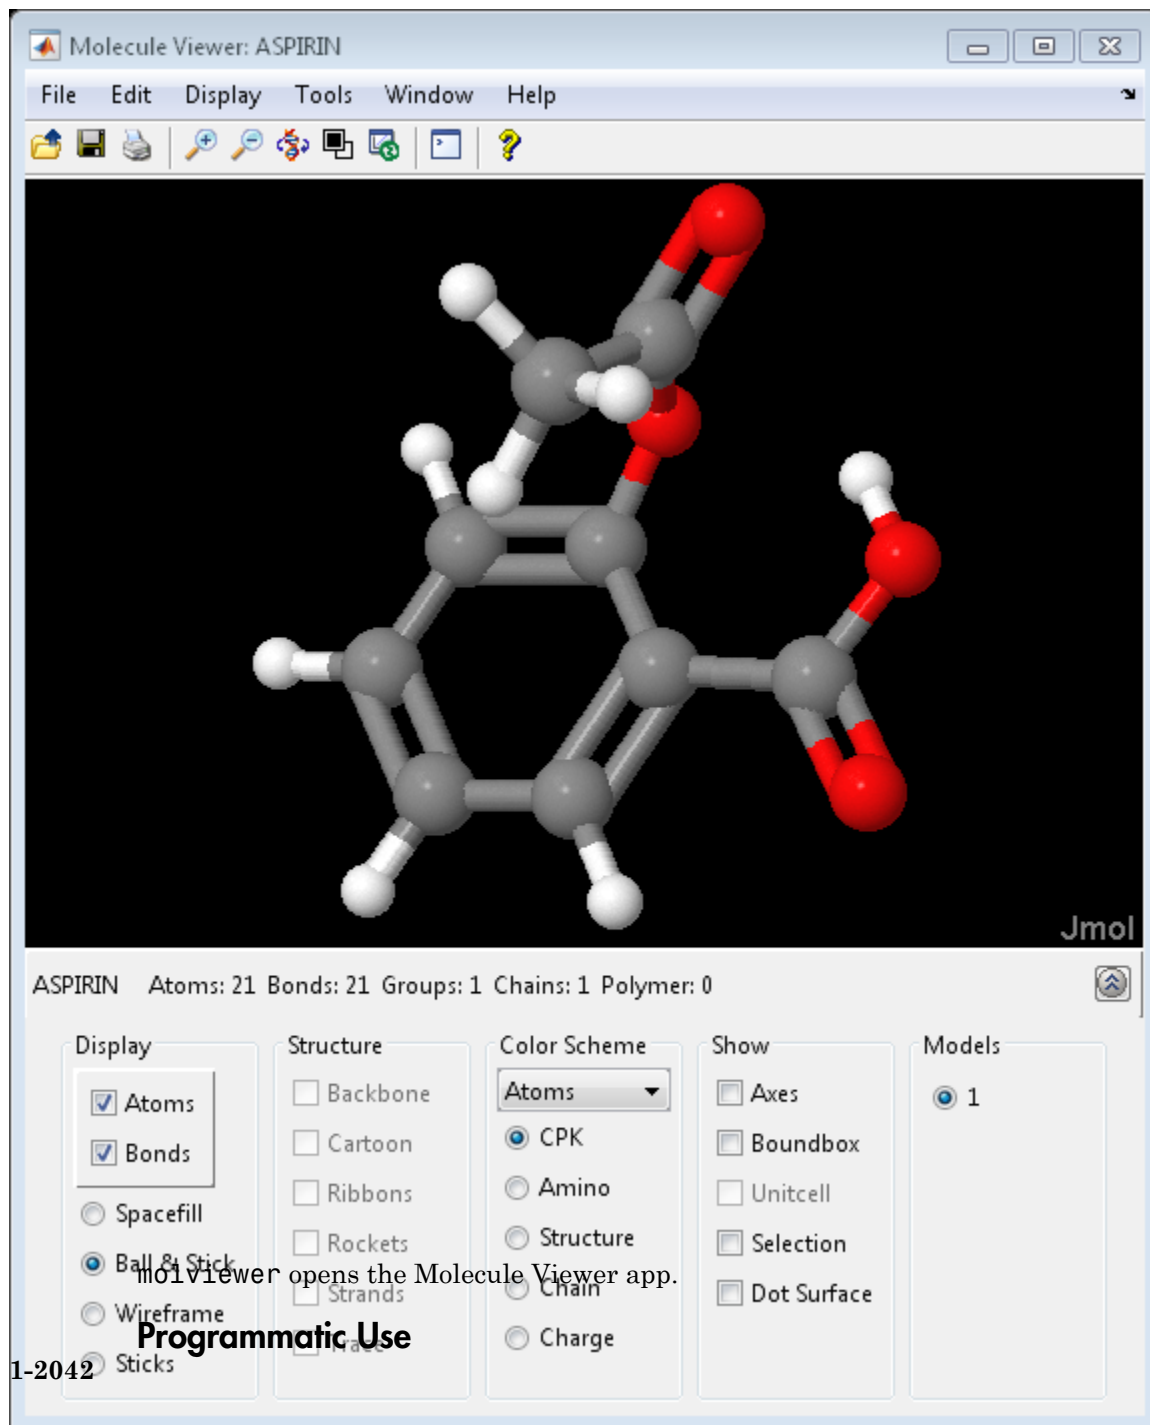 Molecule Viewer: ASPIRIN
File Edit Display Tools Window Help
Jmol
ASPIRIN Atoms: 21 Bonds: 21 Groups: 1 Chains: 1 Polymer: 0
Display Structure Color Scheme Show Models
Atoms Backbone Atoms Axes 1
Bonds Cartoon CPK Boundbox
Spacefill Ribbons Amino Unitcell
Ball & Stick Rockets Structure Selection
molviewer opens the Molecule Viewer app.
Wireframe Strands Chain Dot Surface
Programmatic Use
Sticks Trace Charge
1-2042